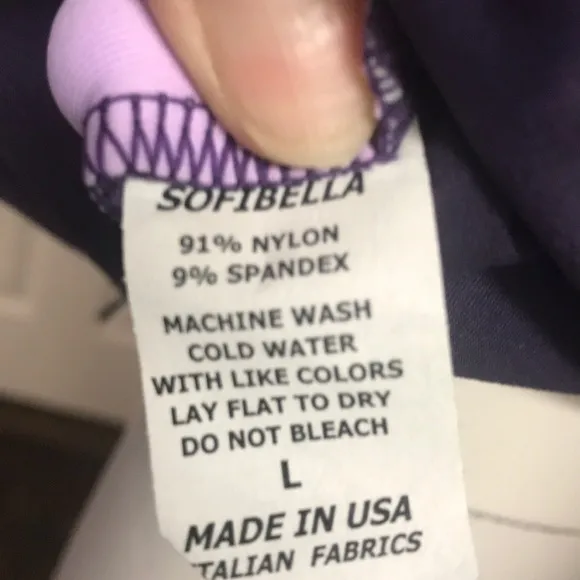 SOFIBELLA
91% NYLON
9% SPANDEX
MACHINE WASH
COLD WATER
WITH LIKE COLORS
LAY FLAT TO DRY
DO NOT BLEACH
L
MADE IN USA
ITALIAN FABRICS